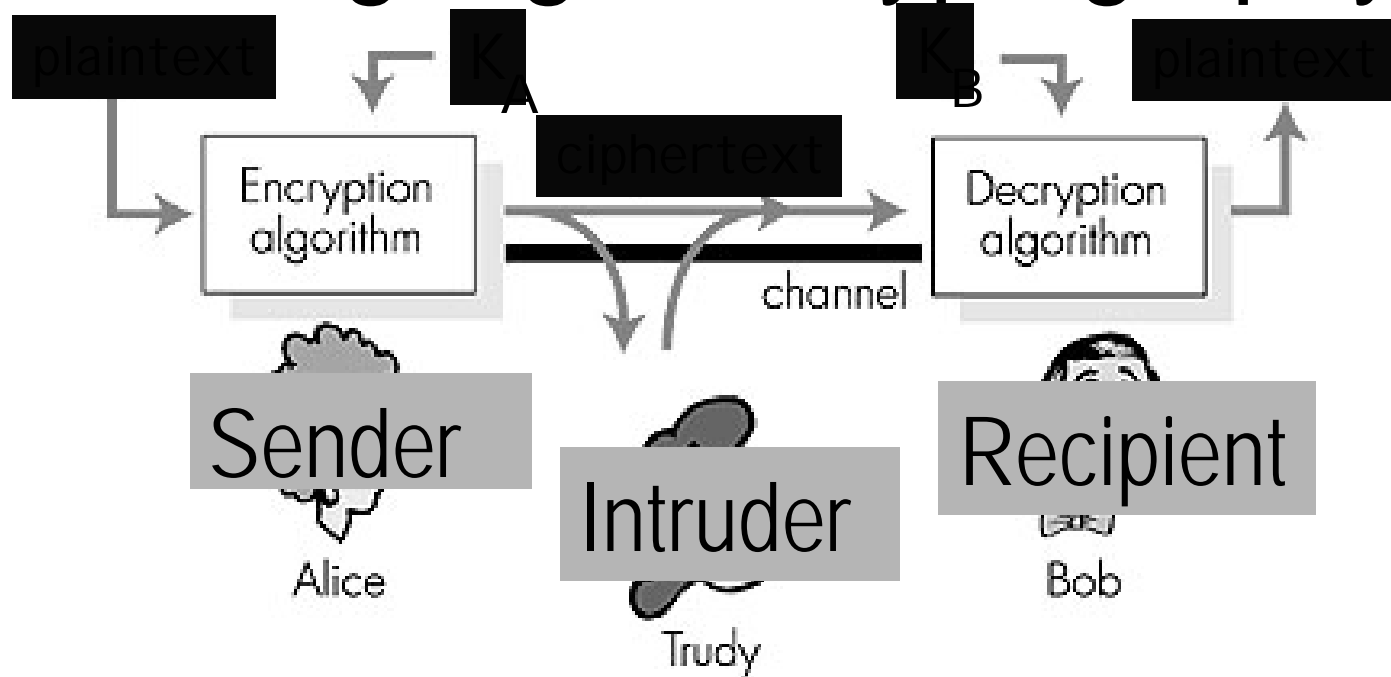 plaintext
K
A
K
B
plaintext
ciphertext
Encryption
algorithm
Decryption
algorithm
channel
Sender
Intruder
Recipient
Alice
Trudy
Bob